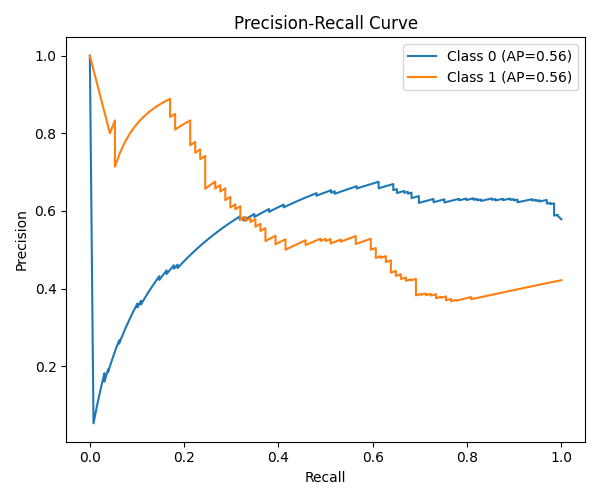 Precision-Recall Curve
Class 0 (AP=0.56)
Class 1 (AP=0.56)
Precision
1.0
0.8
0.6
0.4
0.2
0.0 0.2 0.4 0.6 0.8 1.0
Recall